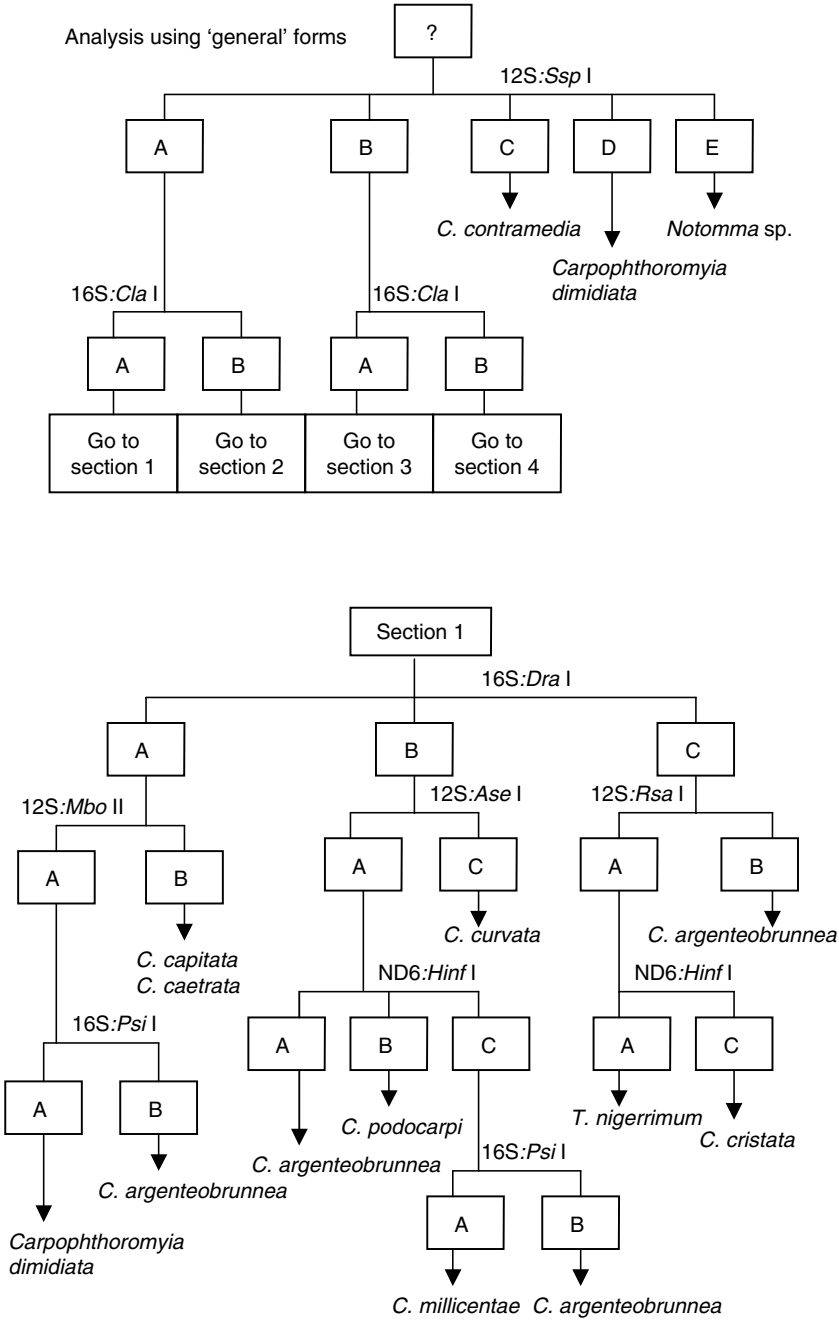 Analysis using ‘general’ forms
?
12S:Ssp I
A
B
C
D
E
C. contramedia
Notomma sp.
Carpophthoromyia
dimidiata
16S:Cla I
16S:Cla I
A
B
A
B
Go to
section 1
Go to
section 2
Go to
section 3
Go to
section 4
Section 1
16S:Dra I
A
B
C
12S:Mbo II
12S:Ase I
12S:Rsa I
A
B
A
C
A
B
C. capitata
C. caetrata
C. curvata
C. argenteobrunnea
16S:Psi I
ND6:Hinf I
ND6:Hinf I
A
B
C
A
C
A
B
C. podocarpi
T. nigerrimum
C. cristata
C. argenteobrunnea
C. argenteobrunnea
16S:Psi I
A
B
Carpophthoromyia
dimidiata
C. millicentae
C. argenteobrunnea